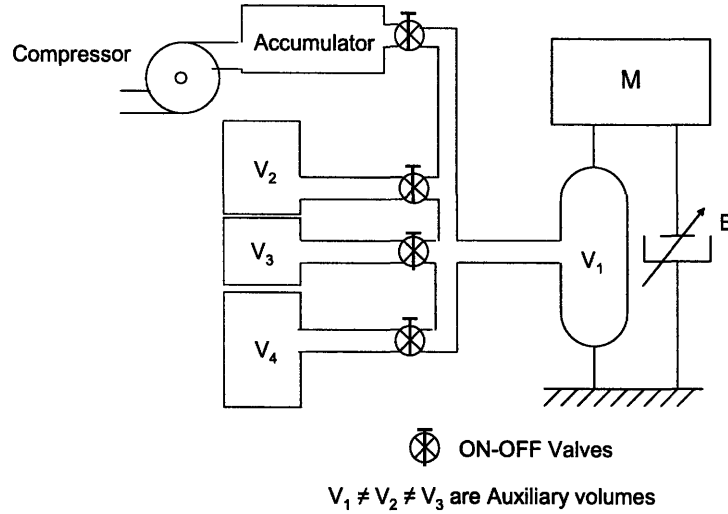 Compressor
Accumulator
M
V₂
B
V₃
V₁
V₄
ON-OFF Valves
V₁ ≠ V₂ ≠ V₃ are Auxiliary volumes